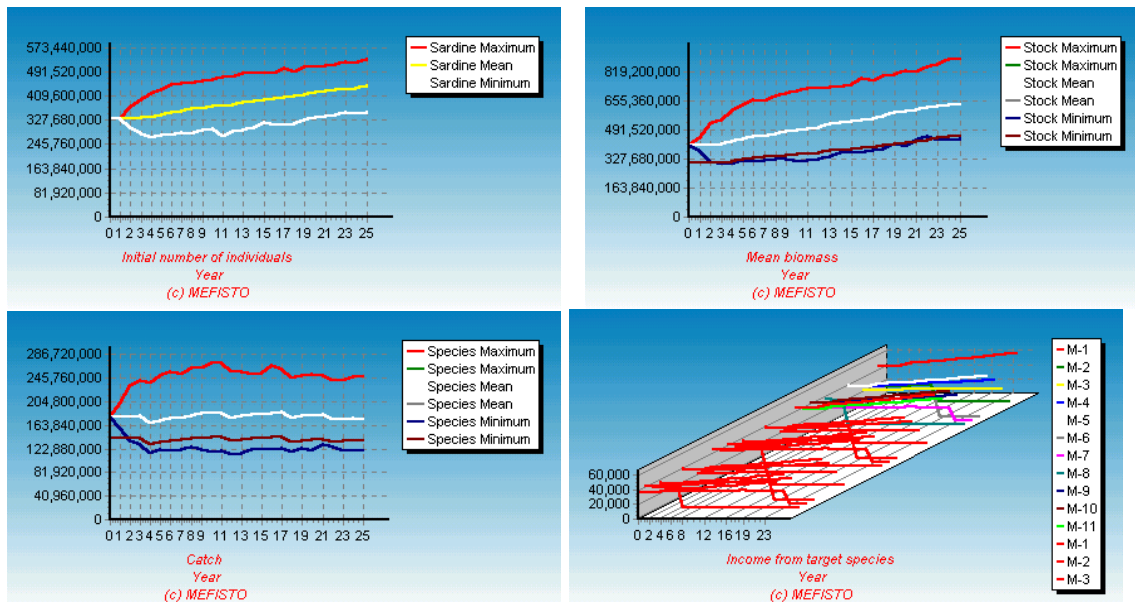 573,440,000
491,520,000
409,600,000
327,680,000
245,760,000
163,840,000
81,920,000
0
0 1 2 3 4 5 6 7 8 9 11 13 15 17 19 21 23 25
Initial number of individuals
Year
(c) MEFISTO
Sardine Maximum
Sardine Mean
Sardine Minimum
819,200,000
655,360,000
491,520,000
327,680,000
163,840,000
0
0 1 2 3 4 5 6 7 8 9 11 13 15 17 19 21 23 25
Mean biomass
Year
(c) MEFISTO
Stock Maximum
Stock Maximum
Stock Mean
Stock Mean
Stock Minimum
Stock Minimum
286,720,000
245,760,000
204,800,000
163,840,000
122,880,000
81,920,000
40,960,000
0
0 1 2 3 4 5 6 7 8 9 11 13 15 17 19 21 23 25
Catch
Year
(c) MEFISTO
Species Maximum
Species Maximum
Species Mean
Species Mean
Species Minimum
Species Minimum
60,000
40,000
20,000
0
0 2 4 6 8 12 16 19 23
Income from target species
Year
(c) MEFISTO
M-1
M-2
M-3
M-4
M-5
M-6
M-7
M-8
M-9
M-10
M-11
M-1
M-2
M-3